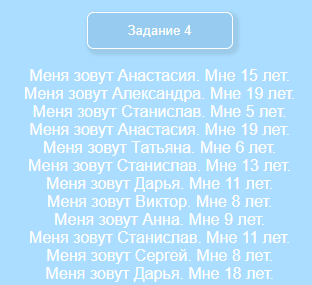 Задание 4
Меня зовут Анастасия. Мне 15 лет.
Меня зовут Александра. Мне 19 лет.
Меня зовут Станислав. Мне 5 лет.
Меня зовут Анастасия. Мне 19 лет.
Меня зовут Татьяна. Мне 6 лет.
Меня зовут Станислав. Мне 13 лет.
Меня зовут Дарья. Мне 11 лет.
Меня зовут Виктор. Мне 8 лет.
Меня зовут Анна. Мне 9 лет.
Меня зовут Станислав. Мне 11 лет.
Меня зовут Сергей. Мне 8 лет.
Меня зовут Дарья. Мне 18 лет.